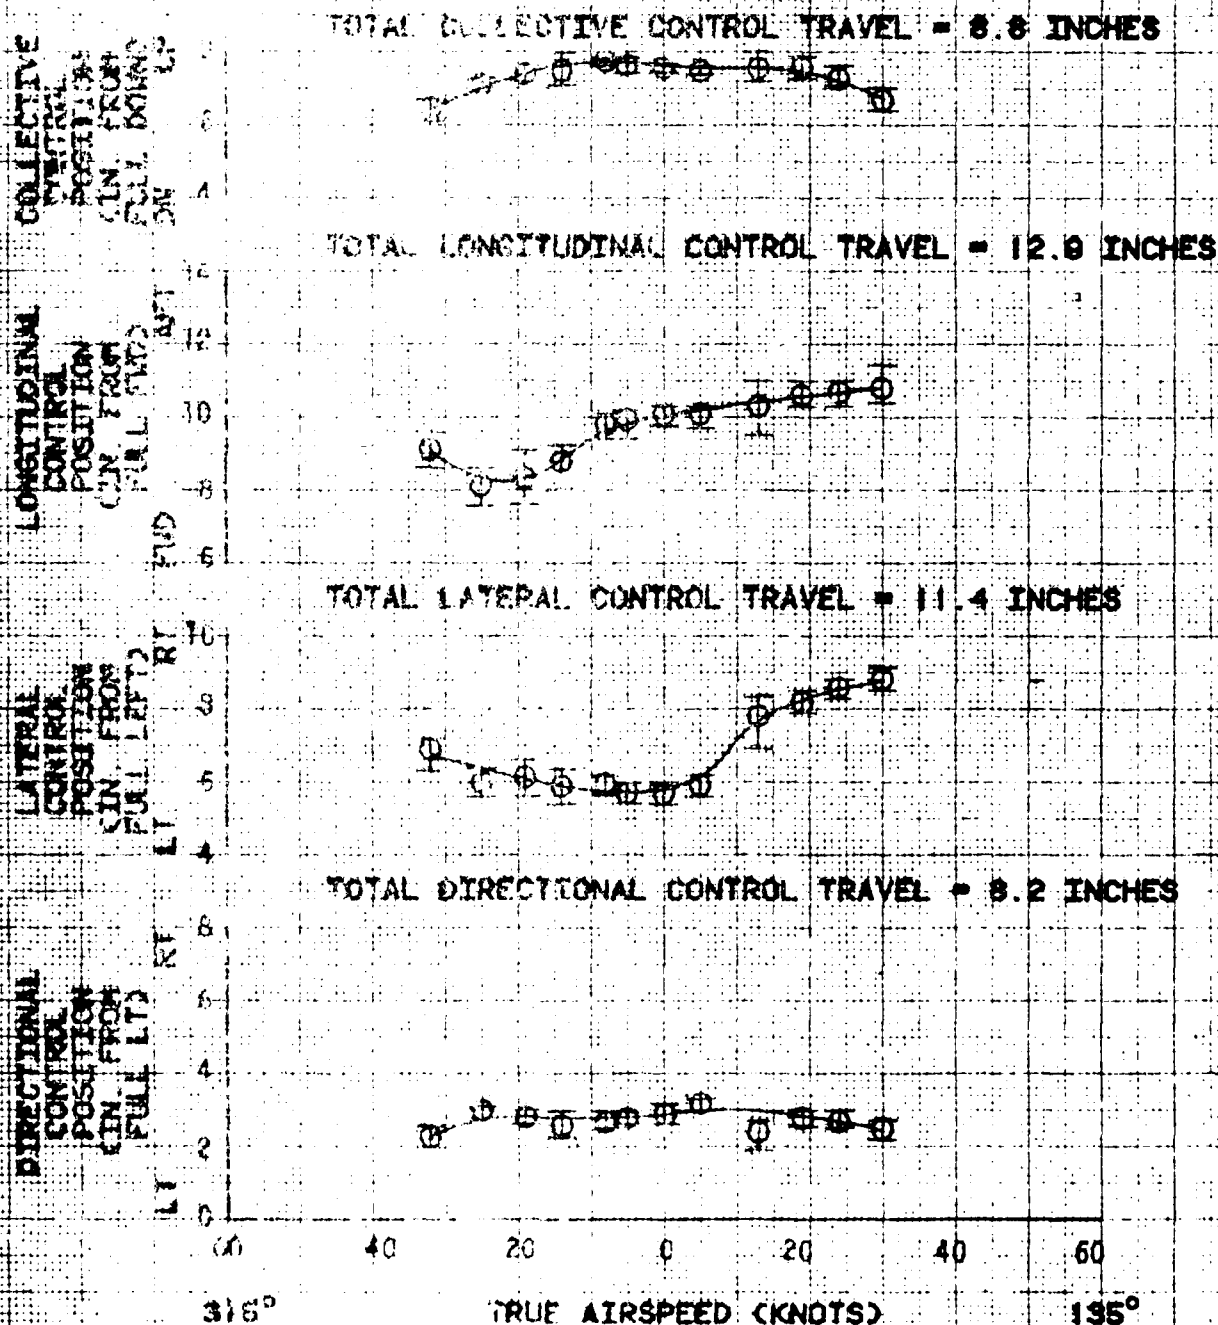 TOTAL COLLECTIVE CONTROL TRAVEL = 8.8 INCHES
COLLECTIVE
CONTROL
POSITION
(IN. FROM
FULL DOWN)
DN UP
8
6
4
TOTAL LONGITUDINAL CONTROL TRAVEL = 12.9 INCHES
LONGITUDINAL
CONTROL
POSITION
(IN. FROM
FULL FWD)
FWD AFT
14
12
10
8
6
TOTAL LATERAL CONTROL TRAVEL = 11.4 INCHES
LATERAL
CONTROL
POSITION
(IN. FROM
FULL LEFT)
LT RT
10
8
6
4
TOTAL DIRECTIONAL CONTROL TRAVEL = 8.2 INCHES
DIRECTIONAL
CONTROL
POSITION
(IN. FROM
FULL LT)
LT RT
8
6
4
2
0
60 40 20 0 20 40 60
TRUE AIRSPEED (KNOTS) 135°